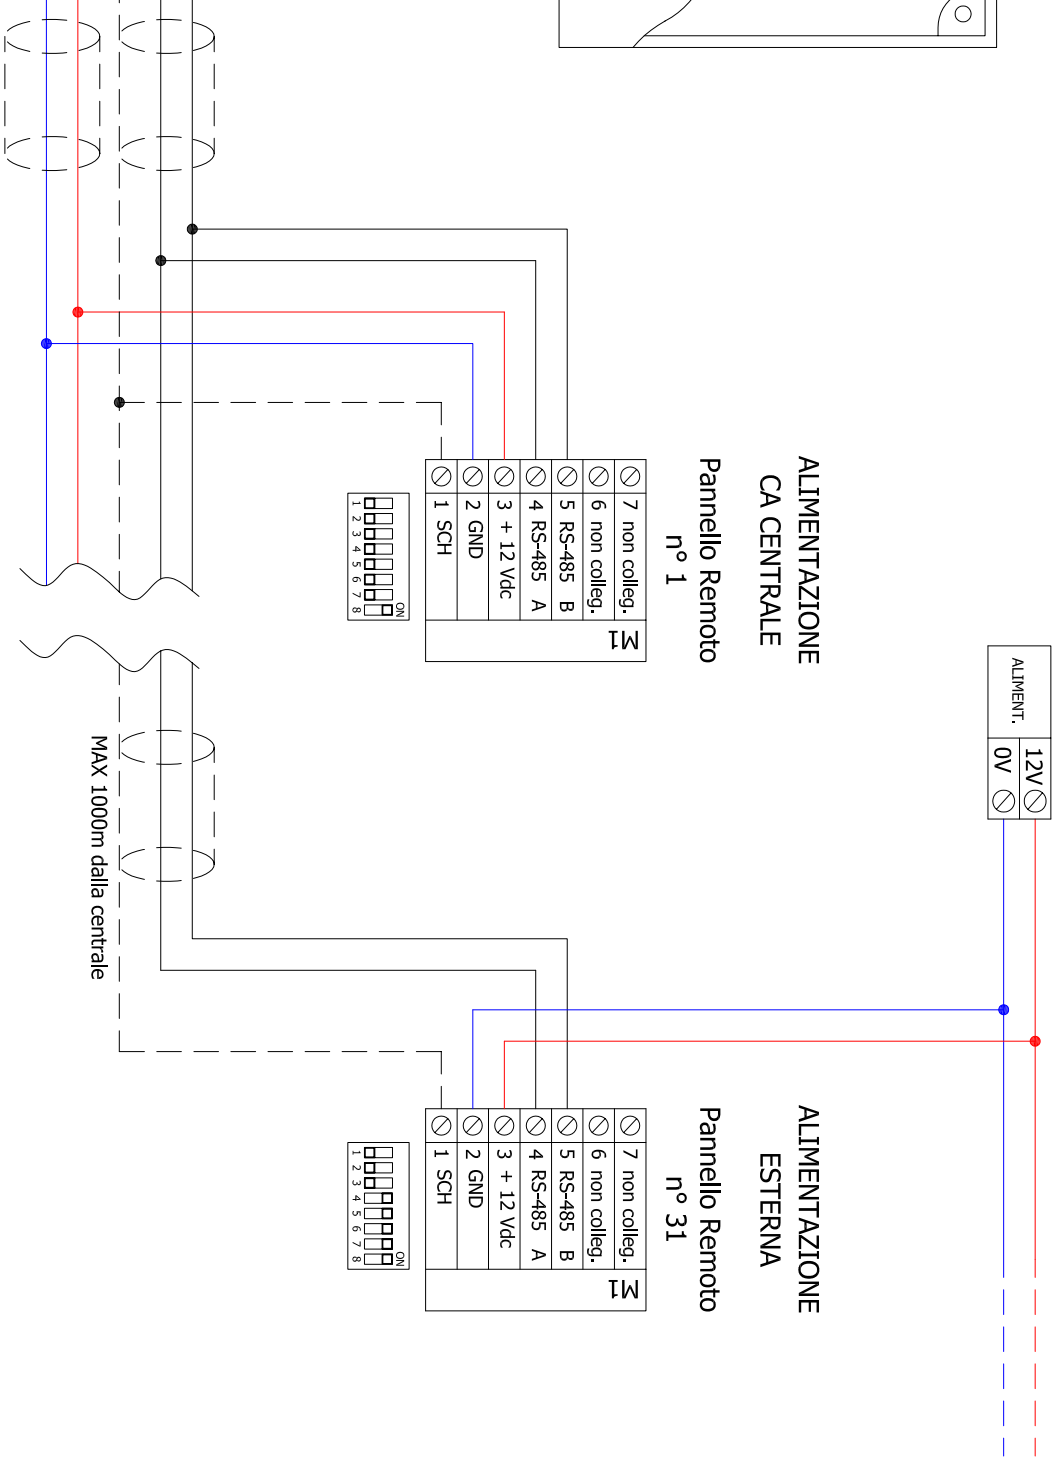 ALIMENTAZIONE
CA CENTRALE
Pannello Remoto
n° 1
7 non colleg.
6 non colleg.
5 RS-485 B
4 RS-485 A
3 + 12 Vdc
2 GND
1 SCH
M1
ON
1 2 3 4 5 6 7 8
ALIMENT.
12V
0V
MAX 1000m dalla centrale
ALIMENTAZIONE
ESTERNA
Pannello Remoto
n° 31
7 non colleg.
6 non colleg.
5 RS-485 B
4 RS-485 A
3 + 12 Vdc
2 GND
1 SCH
M1
ON
1 2 3 4 5 6 7 8